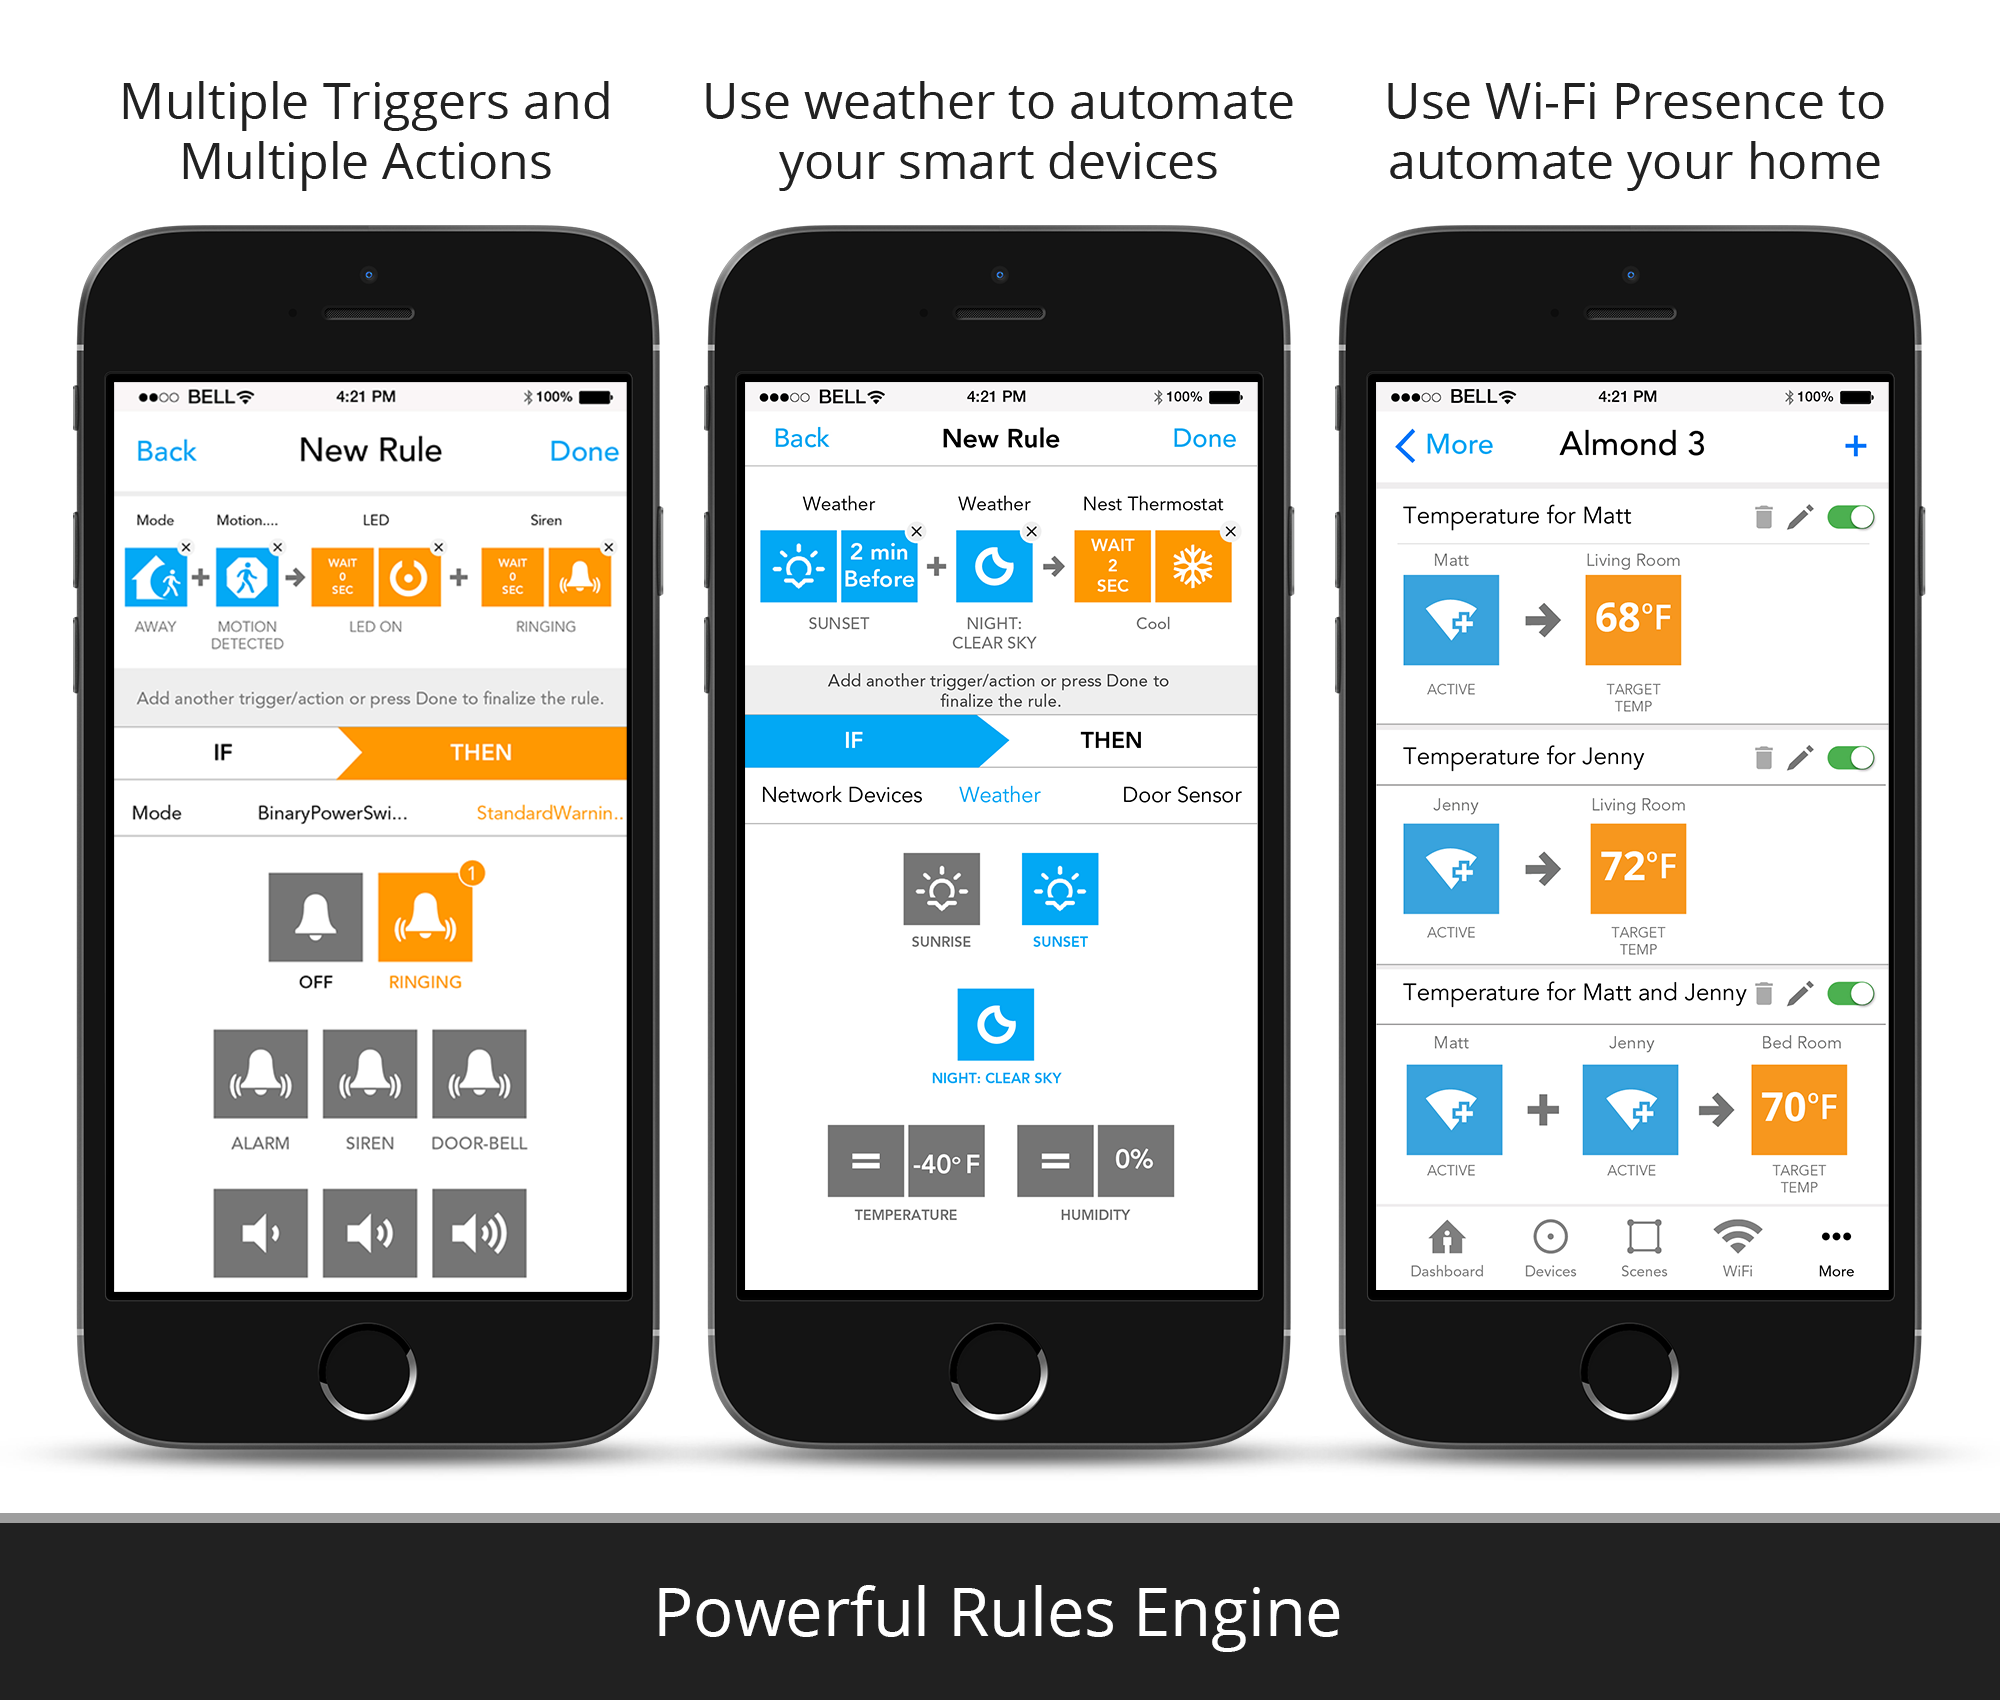 Multiple Triggers and
Multiple Actions
BELL 4:21 PM 100%
Back New Rule Done
Mode Motion.... LED Siren
WAIT
0
SEC
WAIT
0
SEC
AWAY MOTION
DETECTED LED ON RINGING
Add another trigger/action or press Done to finalize the rule.
IF THEN
Mode BinaryPowerSwi... StandardWarnin..
1
OFF RINGING
ALARM SIREN DOOR-BELL
Use weather to automate
your smart devices
BELL 4:21 PM 100%
Back New Rule Done
Weather Weather Nest Thermostat
2 min
Before
WAIT
2
SEC
SUNSET NIGHT:
CLEAR SKY Cool
Add another trigger/action or press Done to
finalize the rule.
IF THEN
Network Devices Weather Door Sensor
SUNRISE SUNSET
NIGHT: CLEAR SKY
= -40° F = 0%
TEMPERATURE HUMIDITY
Use Wi-Fi Presence to
automate your home
BELL 4:21 PM 100%
More Almond 3 +
Temperature for Matt
Matt Living Room
68°F
ACTIVE TARGET
TEMP
Temperature for Jenny
Jenny Living Room
72°F
ACTIVE TARGET
TEMP
Temperature for Matt and Jenny
Matt Jenny Bed Room
70°F
ACTIVE ACTIVE TARGET
TEMP
Dashboard Devices Scenes WiFi More
Powerful Rules Engine